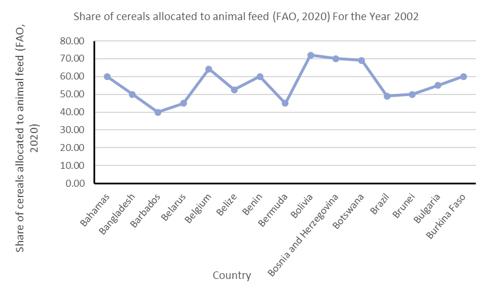 Share of cereals allocated to animal feed (FAO, 2020) For the Year 2002
Share of cereals allocated to animal feed (FAO,
2020)
80.00
70.00
60.00
50.00
40.00
30.00
20.00
10.00
0.00
Bahamas
Bangladesh
Barbados
Belarus
Belgium
Belize
Benin
Bermuda
Bolivia
Bosnia and Herzegovina
Botswana
Brazil
Brunei
Bulgaria
Burkina Faso
Country